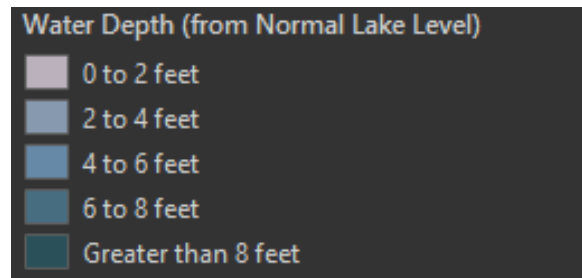 Water Depth (from Normal Lake Level)
0 to 2 feet
2 to 4 feet
4 to 6 feet
6 to 8 feet
Greater than 8 feet